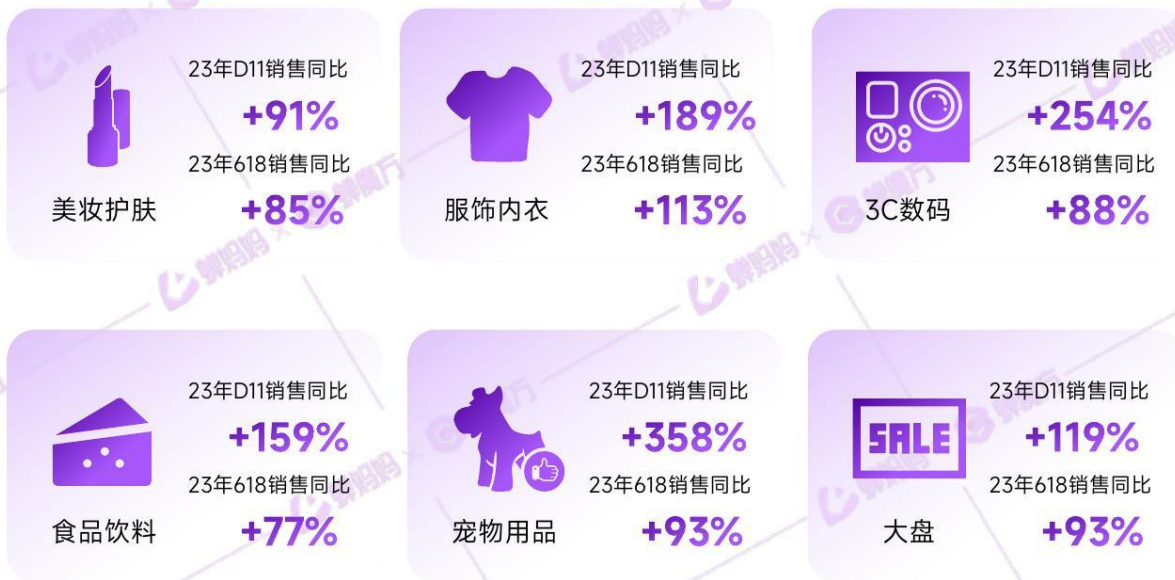 23年D11销售同比
+91%
23年618销售同比
+85%
美妆护肤
23年D11销售同比
+189%
23年618销售同比
+113%
服饰内衣
23年D11销售同比
+254%
23年618销售同比
+88%
3C数码
23年D11销售同比
+159%
23年618销售同比
+77%
食品饮料
23年D11销售同比
+358%
23年618销售同比
+93%
宠物用品
SALE
23年D11销售同比
+119%
23年618销售同比
+93%
大盘
蝉妈妈 × 蝉魔方